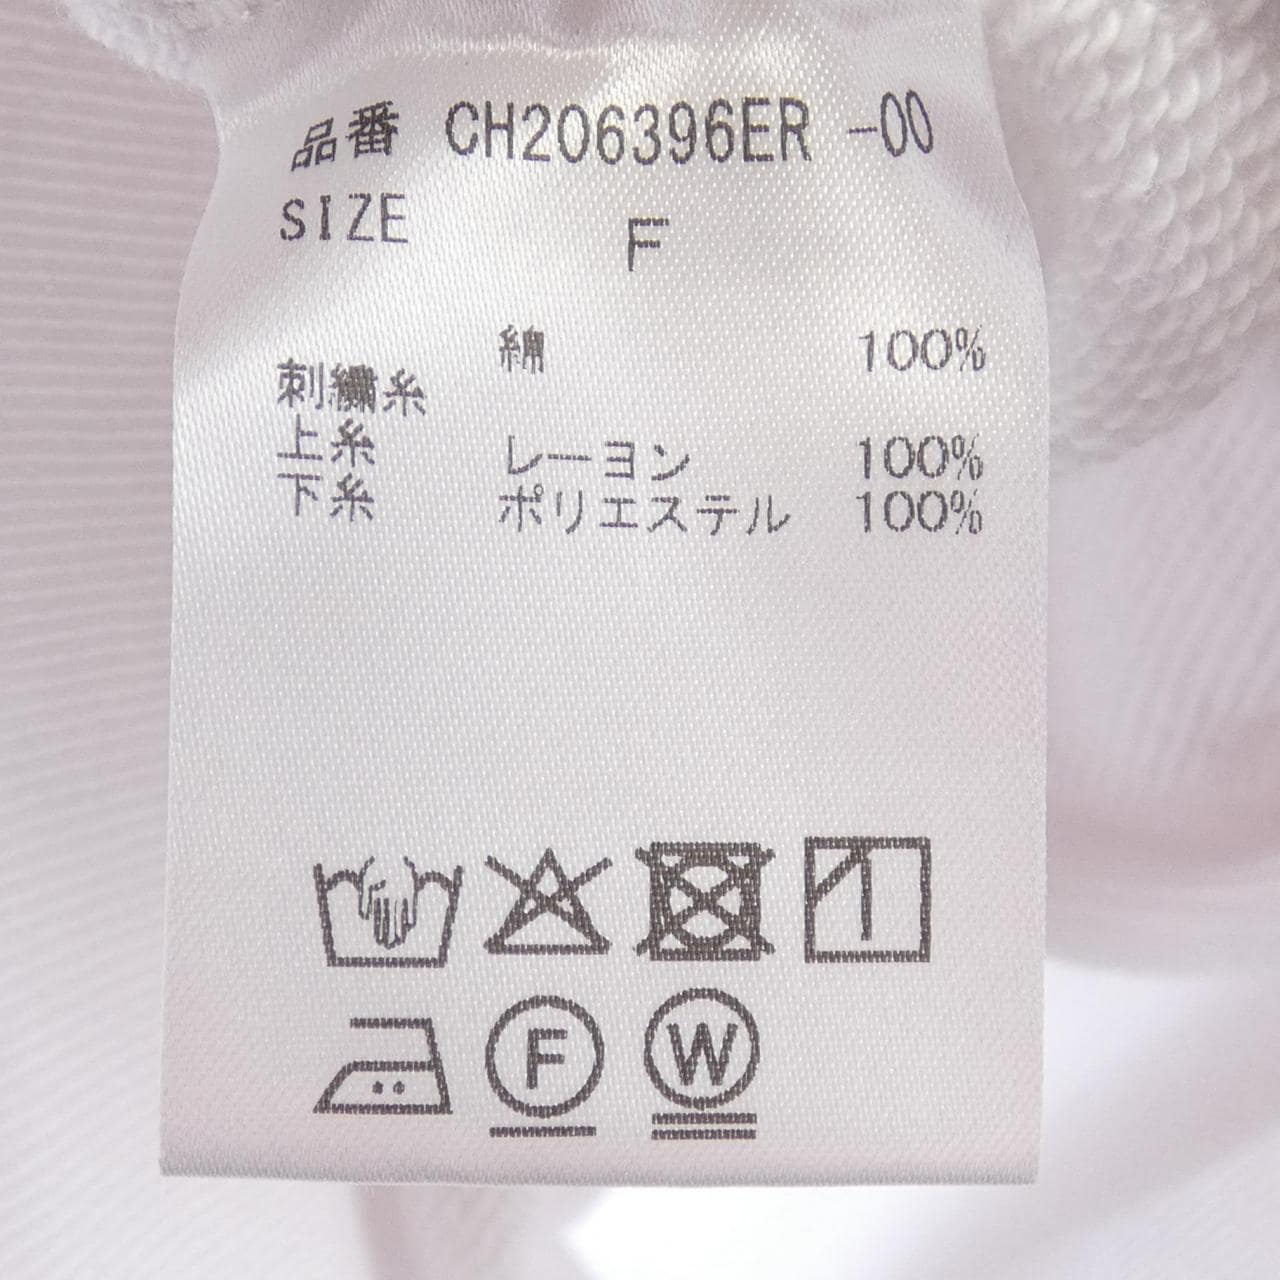 品番 CH206396ER -00
SIZE F
綿 100%
刺繍糸
上糸 レーヨン 100%
下糸 ポリエステル 100%
F W